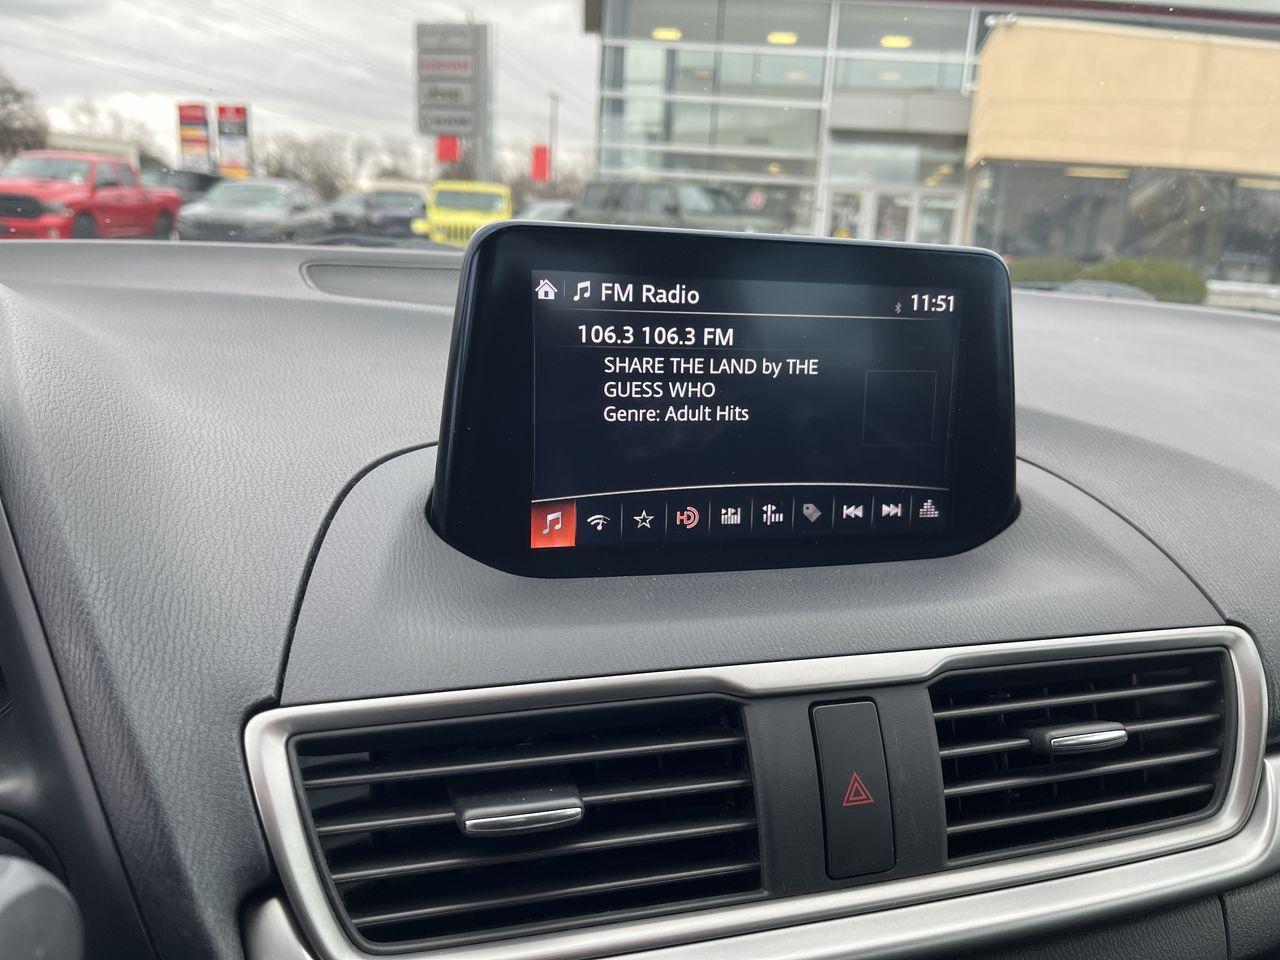 FM Radio
11:51
106.3 106.3 FM
SHARE THE LAND by THE
GUESS WHO
Genre: Adult Hits
HD